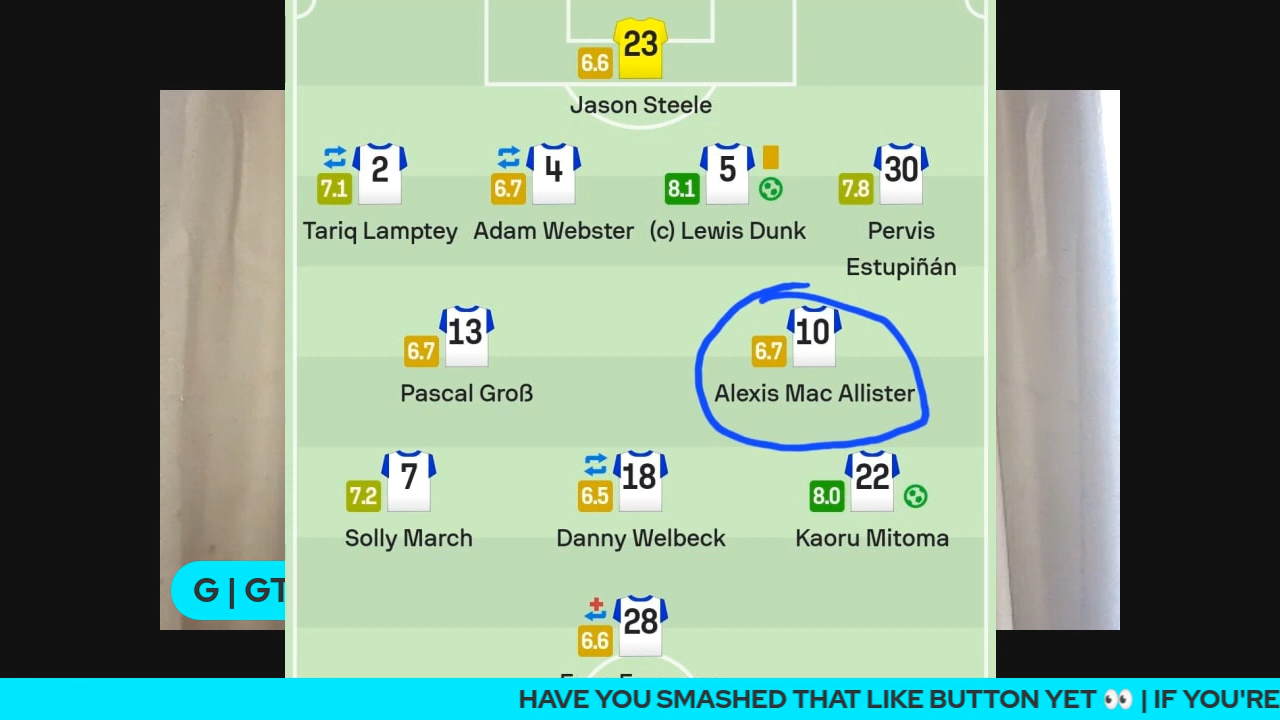 23
6.6
Jason Steele
2
4
5
30
7.1
6.7
8.1
7.8
Tariq Lamptey
Adam Webster
(c) Lewis Dunk
Pervis
Estupiñán
13
10
6.7
6.7
Pascal Groß
Alexis Mac Allister
7
18
22
7.2
6.5
8.0
Solly March
Danny Welbeck
Kaoru Mitoma
G | GT
28
6.6
HAVE YOU SMASHED THAT LIKE BUTTON YET 👀 | IF YOU'RE